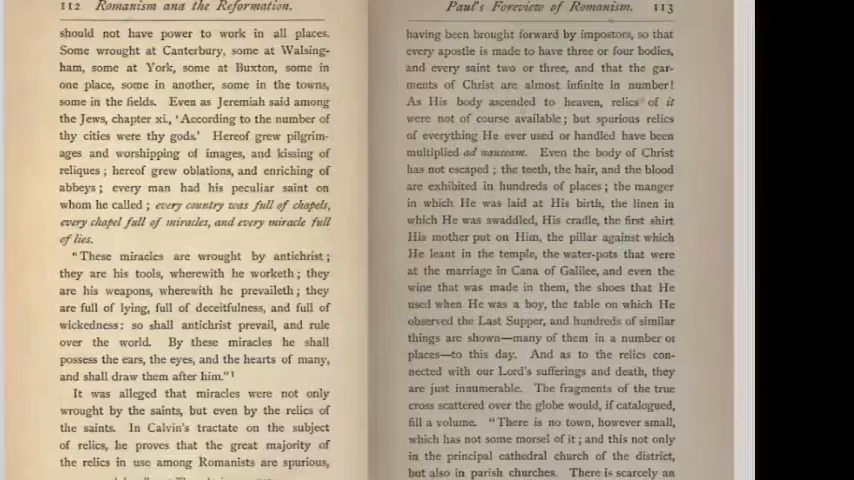 112 Romanism and the Reformation.
should not have power to work in all places.
Some wrought at Canterbury, some at Walsing-
ham, some at York, some at Buxton, some in
one place, some in another, some in the towns,
some in the fields. Even as Jeremiah said among
the Jews, chapter xi., 'According to the number of
thy cities were thy gods.' Hereof grew pilgrim-
ages and worshipping of images, and kissing of
reliques; hereof grew oblations, and enriching of
abbeys; every man had his peculiar saint on
whom he called; every country was full of chapels,
every chapel full of miracles, and every miracle full
of lies.
"These miracles are wrought by antichrist;
they are his tools, wherewith he worketh; they
are his weapons, wherewith he prevaileth; they
are full of lying, full of deceitfulness, and full of
wickedness: so shall antichrist prevail, and rule
over the world. By these miracles he shall
possess the ears, the eyes, and the hearts of many,
and shall draw them after him."1
It was alleged that miracles were not only
wrought by the saints, but even by the relics of
the saints. In Calvin's tractate on the subject
of relics, he proves that the great majority of
the relics in use among Romanists are spurious,
Paul's Foreview of Romanism. 113
having been brought forward by impostors, so that
every apostle is made to have three or four bodies,
and every saint two or three, and that the gar-
ments of Christ are almost infinite in number!
As His body ascended to heaven, relics of it
were not of course available; but spurious relics
of everything He ever used or handled have been
multiplied ad nauseam. Even the body of Christ
has not escaped; the teeth, the hair, and the blood
are exhibited in hundreds of places; the manger
in which He was laid at His birth, the linen in
which He was swaddled, His cradle, the first shirt
His mother put on Him, the pillar against which
He leant in the temple, the water-pots that were
at the marriage in Cana of Galilee, and even the
wine that was made in them, the shoes that He
used when He was a boy, the table on which He
observed the Last Supper, and hundreds of similar
things are shown—many of them in a number of
places—to this day. And as to the relics con-
nected with our Lord's sufferings and death, they
are just innumerable. The fragments of the true
cross scattered over the globe would, if catalogued,
fill a volume. "There is no town, however small,
which has not some morsel of it; and this not only
in the principal cathedral church of the district,
but also in parish churches. There is scarcely an